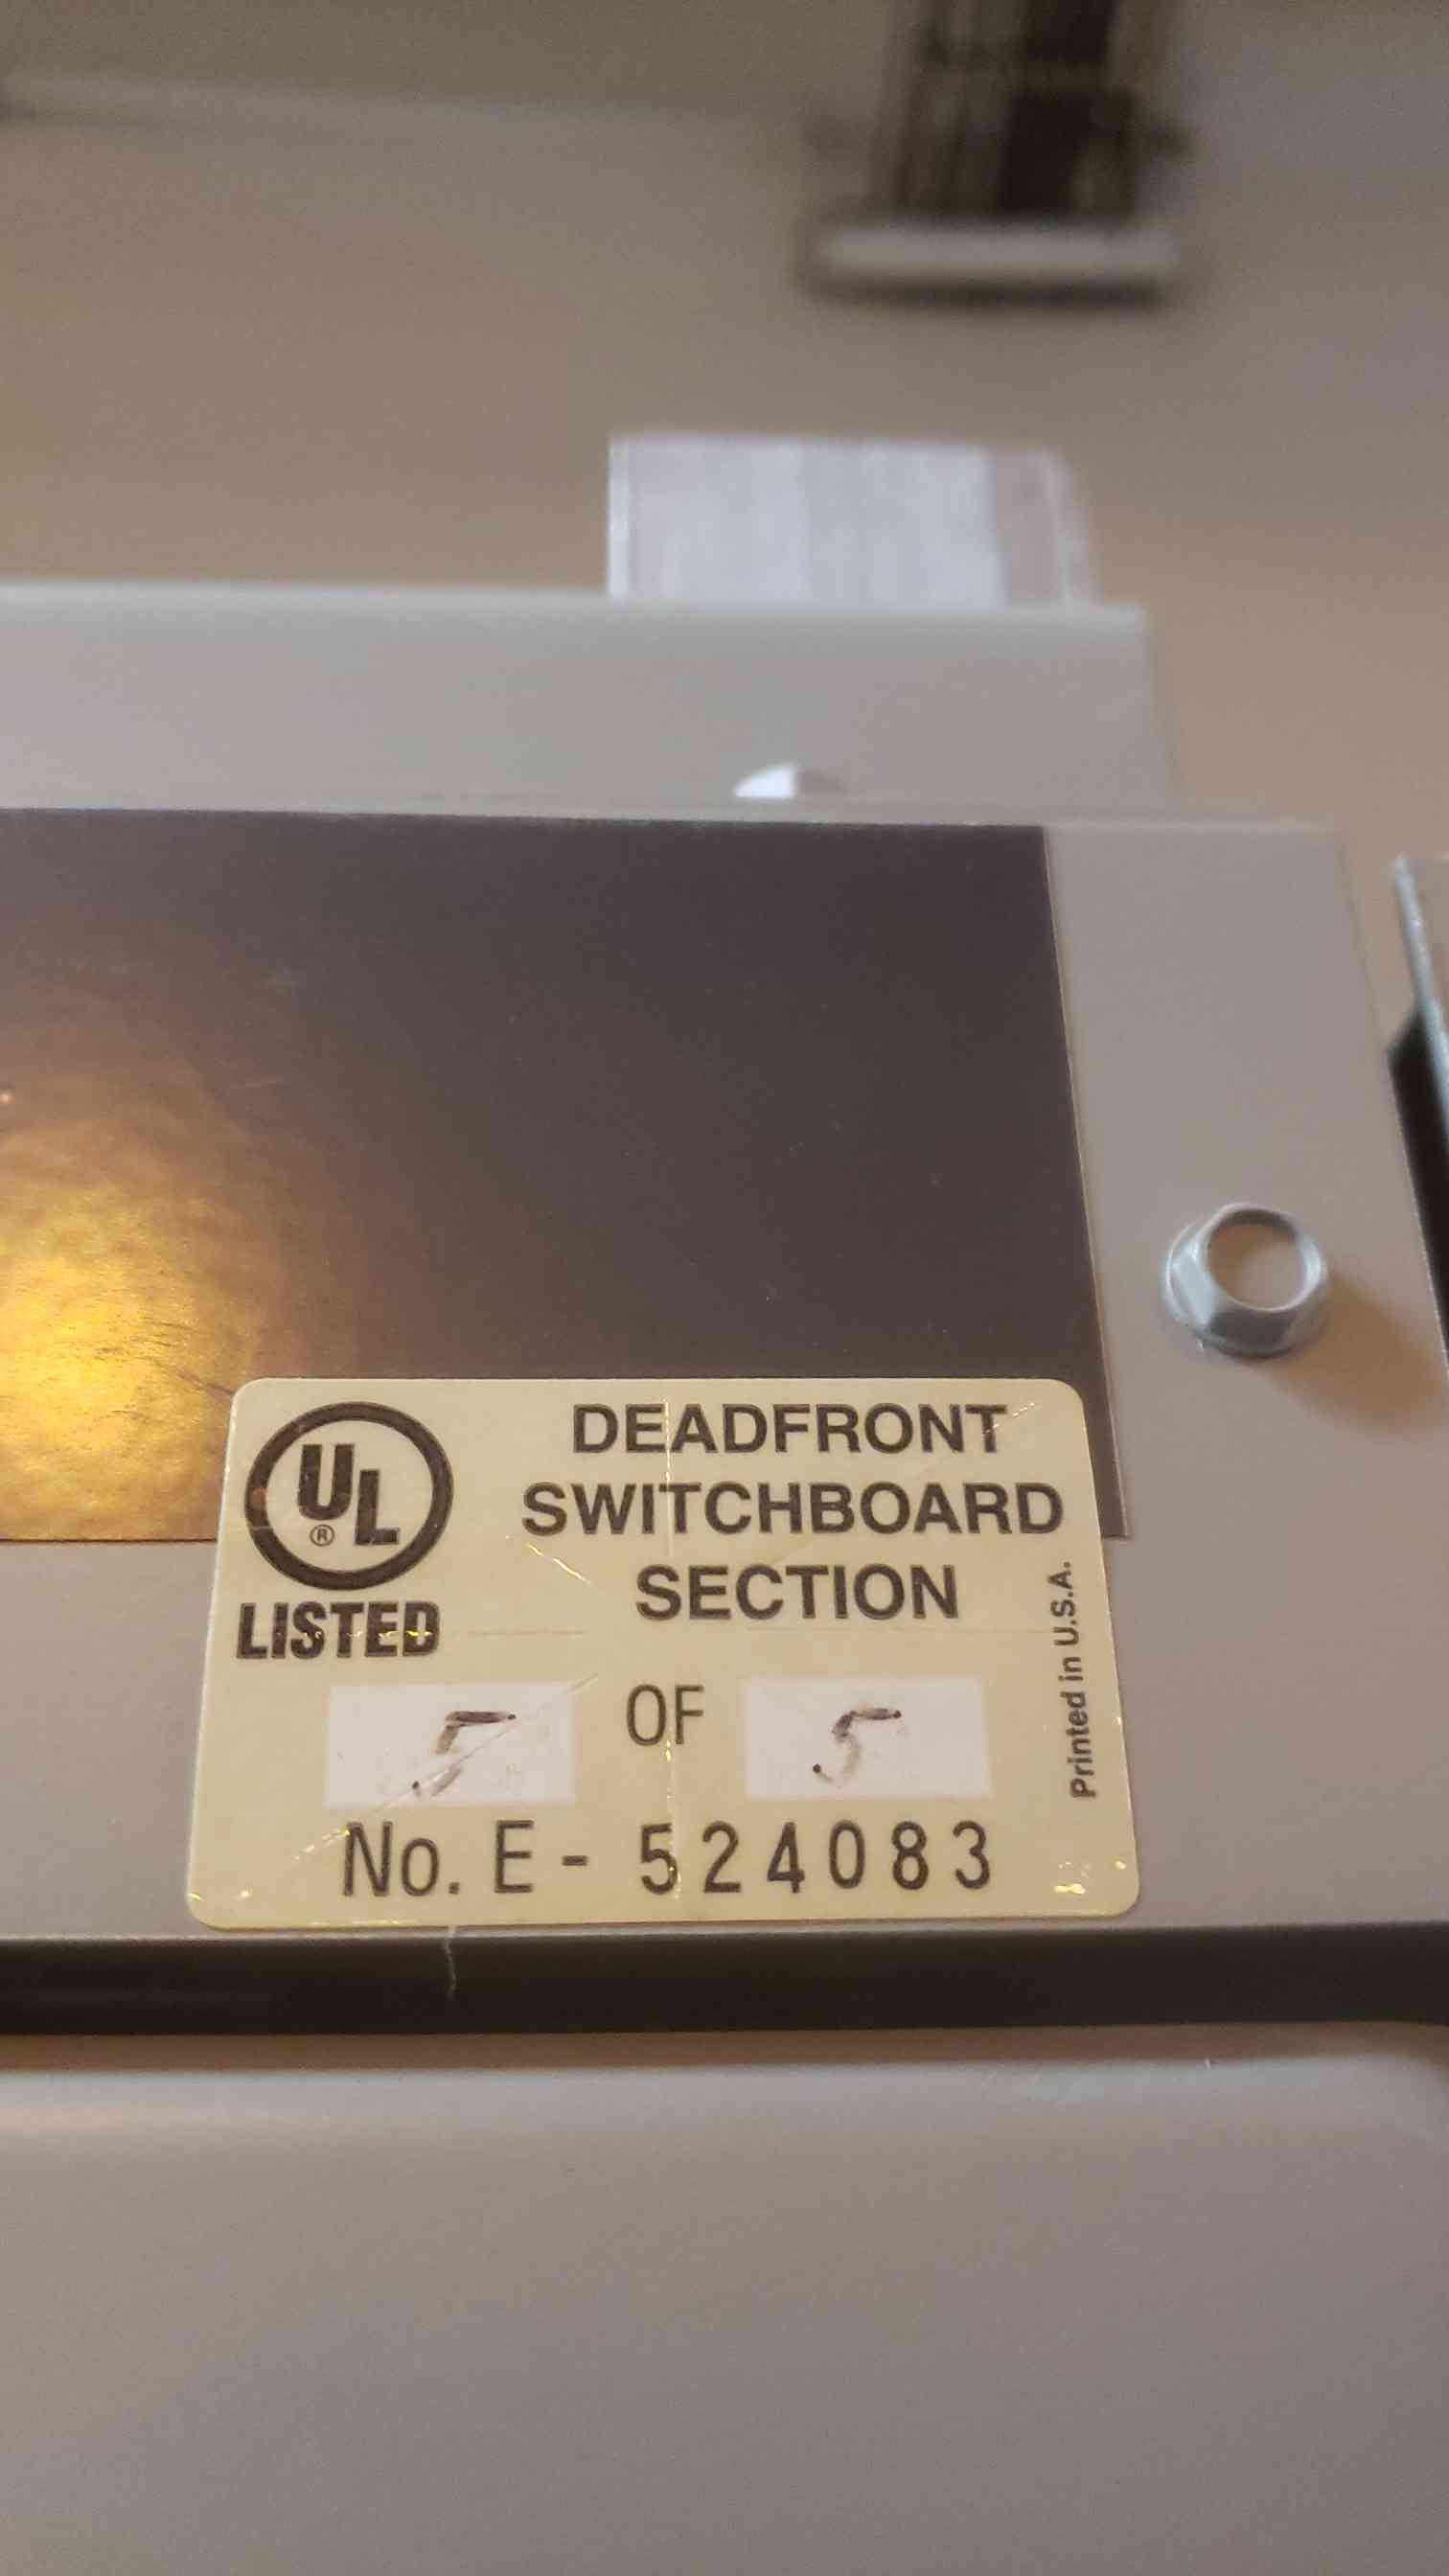 UL® DEADFRONT
SWITCHBOARD
SECTION
LISTED
5 OF 5
No. E - 524083
Printed in U.S.A.